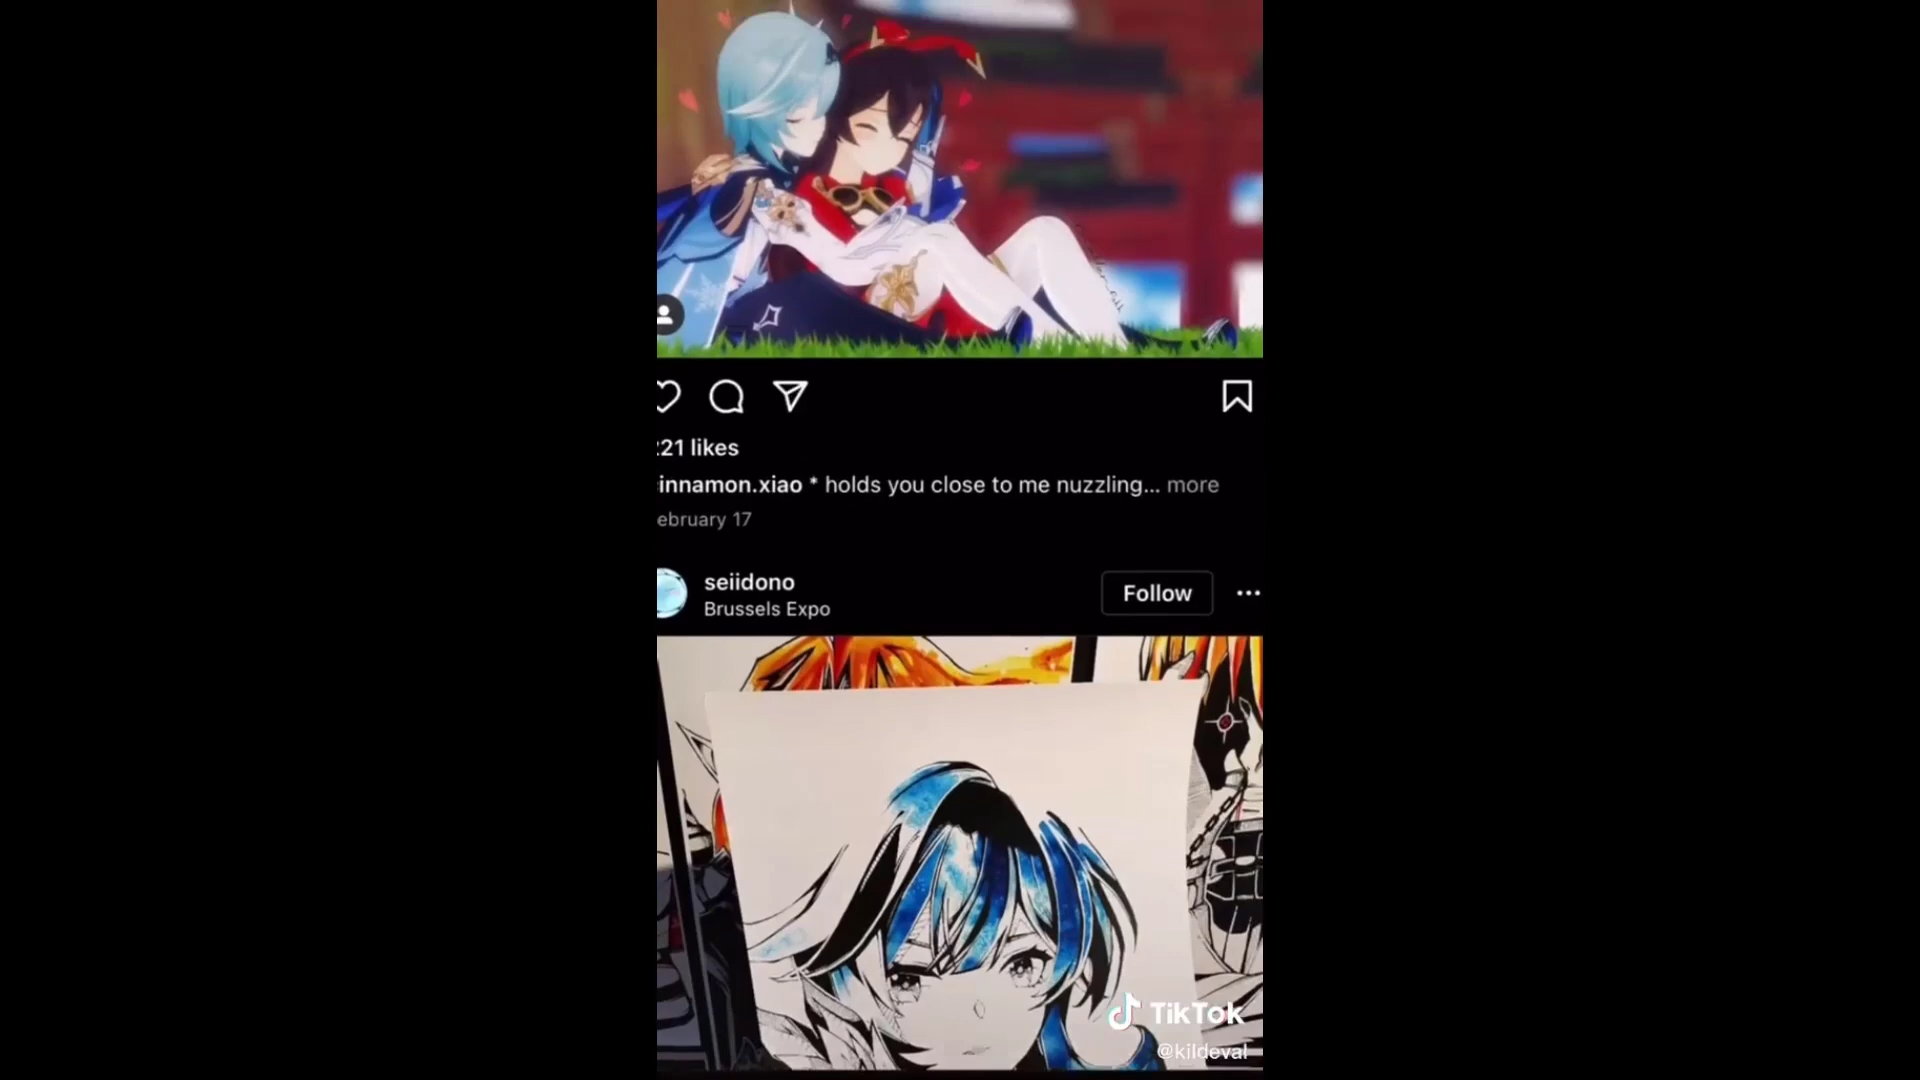 :21 likes
innamon.xiao * holds you close to me nuzzling... more
ebruary 17
seiidono
Follow
Brussels Expo
TikTok
@kildeval